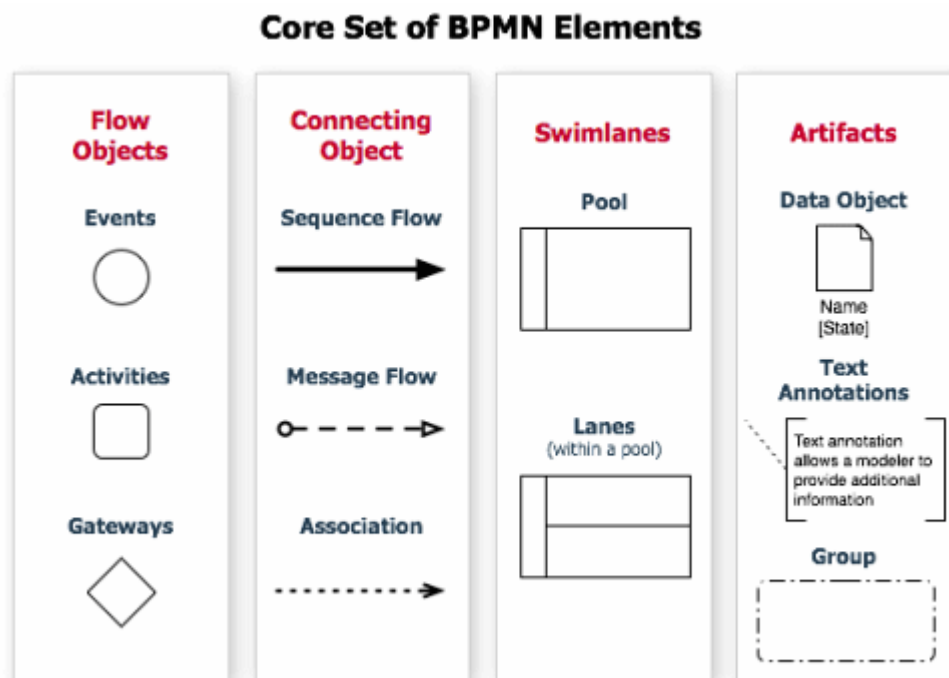 Core Set of BPMN Elements
Flow
Objects
Events
Activities
Gateways
Connecting
Object
Sequence Flow
Message Flow
Association
Swimlanes
Pool
Lanes
(within a pool)
Artifacts
Data Object
Name
[State]
Text
Annotations
Text annotation
allows a modeler to
provide additional
information
Group